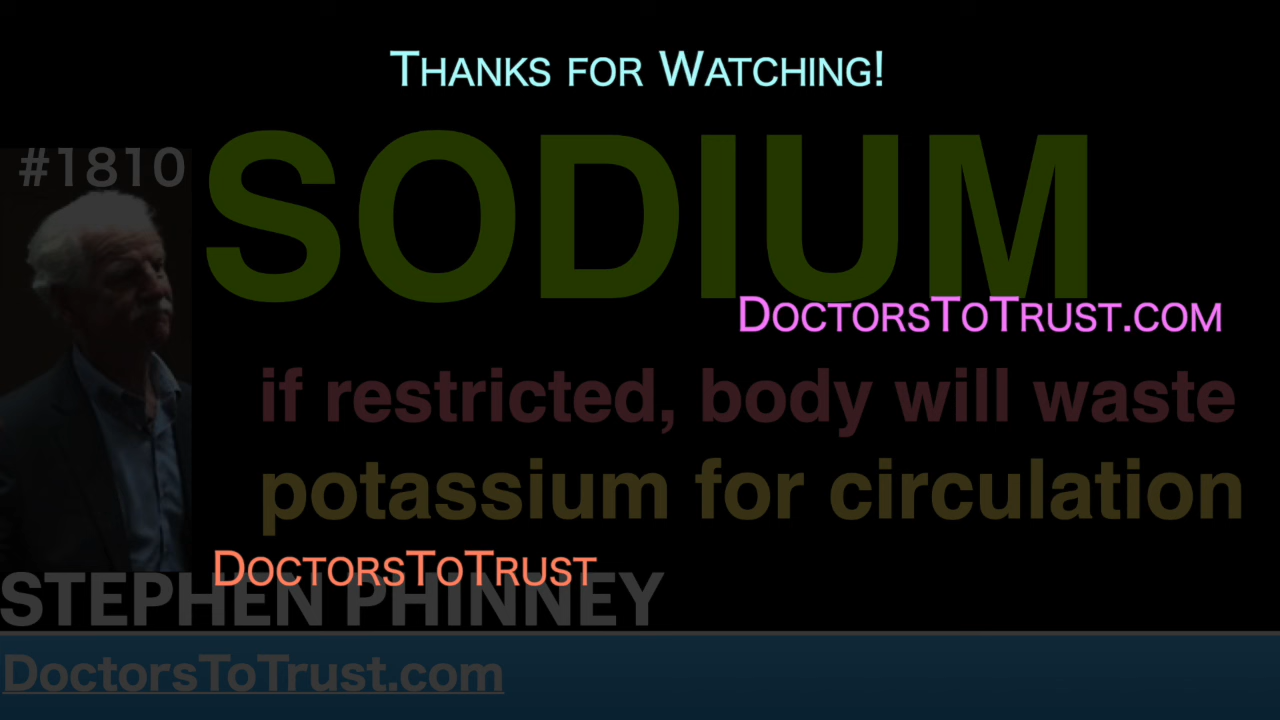 Thanks for Watching!
#1810
SODIUM
DoctorsToTrust.com
if restricted, body will waste
potassium for circulation
DoctorsToTrust
STEPHEN PHINNEY
DoctorsToTrust.com